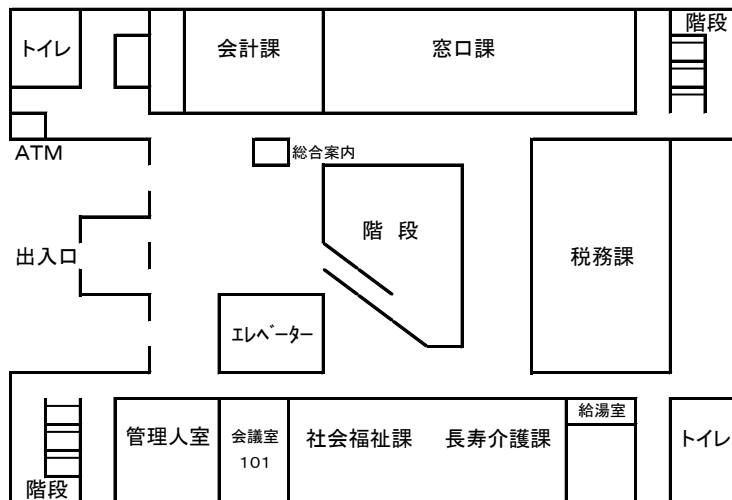 階段
トイレ
会計課
窓口課
ATM
総合案内
階 段
出入口
税務課
エレベーター
給湯室
管理人室
会議室
101
社会福祉課
長寿介護課
トイレ
階段